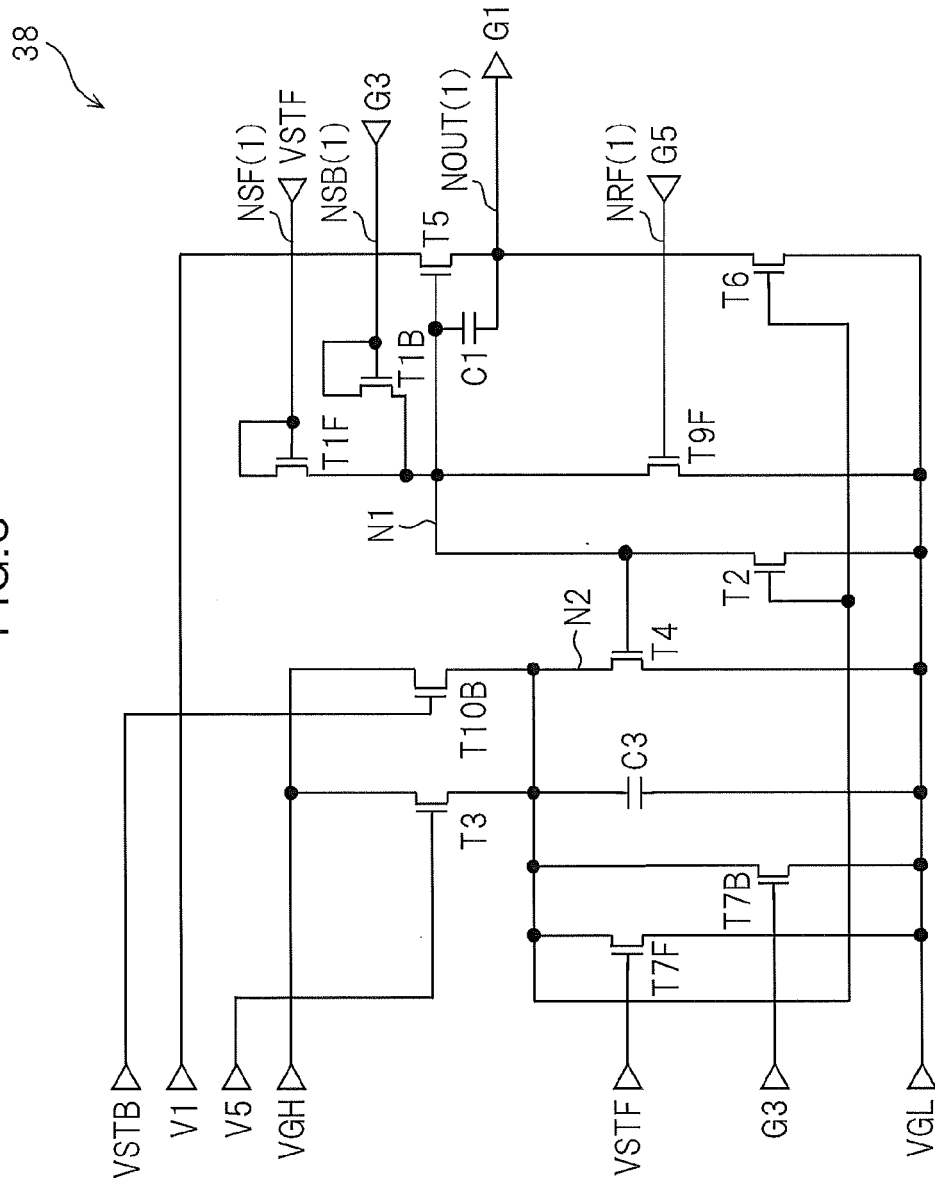 38
NSF(1)
VSTF
NSB(1)
G3
NOUT(1)
G1
T1F
T1B
T5
C1
NRF(1)
G5
N1
T9F
T6
N2
T4
T2
T10B
T3
C3
T7F
T7B
VSTB
V1
V5
VGH
VSTF
G3
VGL